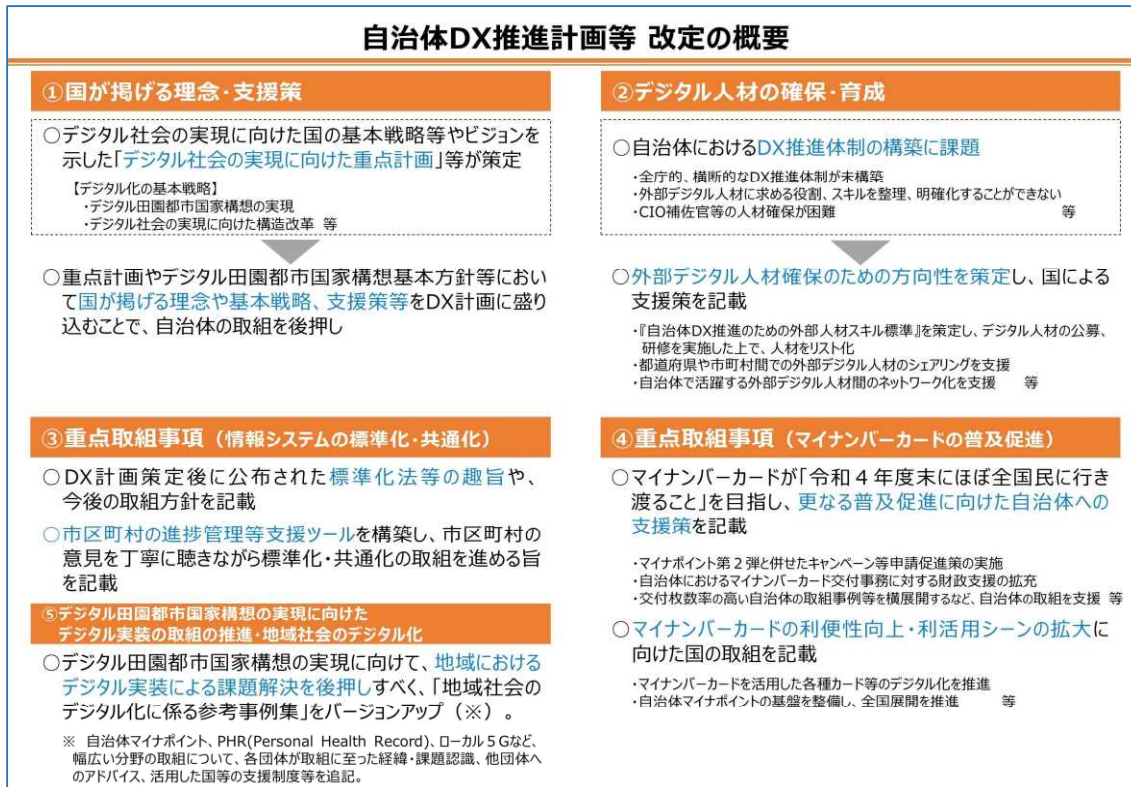 自治体DX推進計画等 改定の概要
①国が掲げる理念・支援策
○デジタル社会の実現に向けた国の基本戦略等やビジョンを
示した「デジタル社会の実現に向けた重点計画」等が策定
【デジタル化の基本戦略】
・デジタル田園都市国家構想の実現
・デジタル社会の実現に向けた構造改革 等
○重点計画やデジタル田園都市国家構想基本方針等におい
て国が掲げる理念や基本戦略、支援策等をDX計画に盛り
込むことで、自治体の取組を後押し
②デジタル人材の確保・育成
○自治体におけるDX推進体制の構築に課題
・全庁的、横断的なDX推進体制が未構築
・外部デジタル人材に求める役割、スキルを整理、明確化することができない
・CIO補佐官等の人材確保が困難 等
○外部デジタル人材確保のための方向性を策定し、国による
支援策を記載
・『自治体DX推進のための外部人材スキル標準』を策定し、デジタル人材の公募、
研修を実施した上で、人材をリスト化
・都道府県や市町村間での外部デジタル人材のシェアリングを支援
・自治体で活躍する外部デジタル人材間のネットワーク化を支援 等
③重点取組事項（情報システムの標準化・共通化）
○DX計画策定後に公布された標準化法等の趣旨や、
今後の取組方針を記載
○市区町村の進捗管理等支援ツールを構築し、市区町村の
意見を丁寧に聴きながら標準化・共通化の取組を進める旨
を記載
⑤デジタル田園都市国家構想の実現に向けた
デジタル実装の取組の推進・地域社会のデジタル化
○デジタル田園都市国家構想の実現に向けて、地域における
デジタル実装による課題解決を後押しすべく、「地域社会の
デジタル化に係る参考事例集」をバージョンアップ（※）。
※ 自治体マイナポイント、PHR(Personal Health Record)、ローカル５Gなど、
幅広い分野の取組について、各団体が取組に至った経緯・課題認識、他団体へ
のアドバイス、活用した国等の支援制度等を追記。
④重点取組事項（マイナンバーカードの普及促進）
○マイナンバーカードが「令和４年度末にほぼ全国民に行き
渡ること」を目指し、更なる普及促進に向けた自治体への
支援策を記載
・マイナポイント第２弾と併せたキャンペーン等申請促進策の実施
・自治体におけるマイナンバーカード交付事務に対する財政支援の拡充
・交付枚数率の高い自治体の取組事例等を横展開するなど、自治体の取組を支援 等
○マイナンバーカードの利便性向上・利活用シーンの拡大に
向けた国の取組を記載
・マイナンバーカードを活用した各種カード等のデジタル化を推進
・自治体マイナポイントの基盤を整備し、全国展開を推進 等